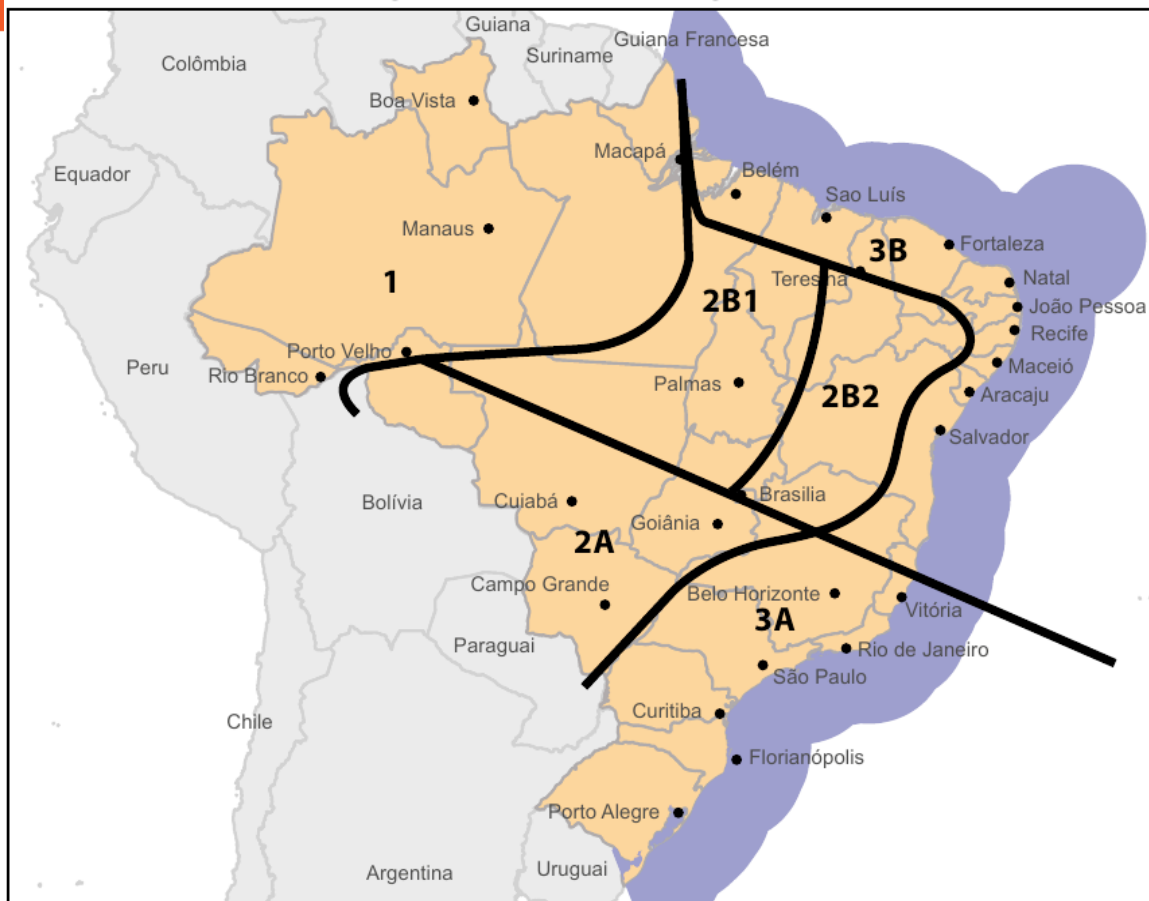 Guiana
Guiana Francesa
Suriname
Colômbia
Boa Vista
Macapá
Belém
Equador
Sao Luís
Manaus
Fortaleza
3B
Teresina
Natal
1
2B1
João Pessoa
Recife
Porto Velho
Maceió
Peru
Rio Branco
Palmas
2B2
Aracaju
Salvador
Brasilia
Cuiabá
Bolívia
Goiânia
2A
Campo Grande
Belo Horizonte
Vitória
3A
Paraguai
Rio de Janeiro
São Paulo
Curitiba
Chile
Florianópolis
Porto Alegre
Uruguai
Argentina